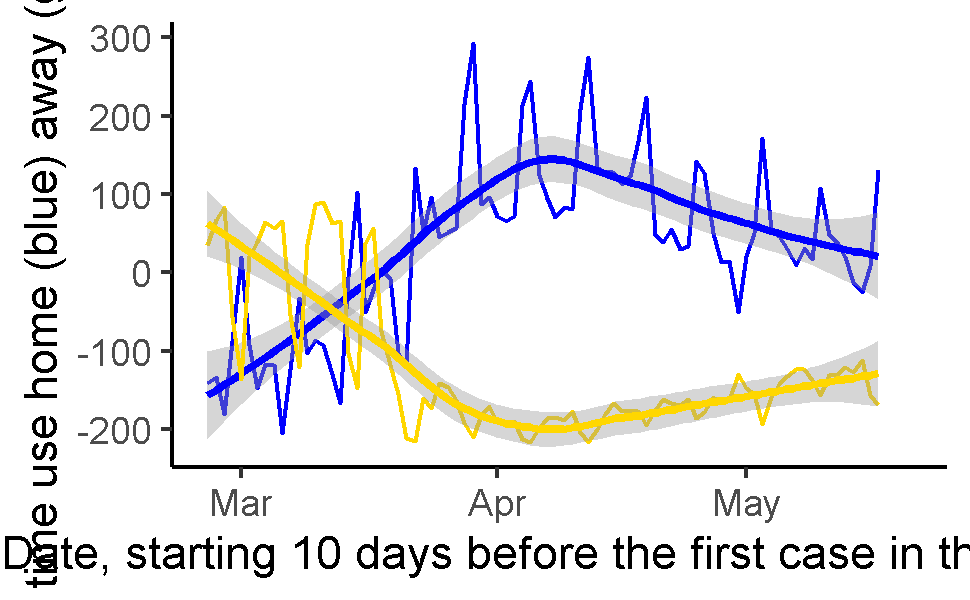 time use home (blue) away (
300
200
100
0
-100
-200
Mar Apr May
Date, starting 10 days before the first case in th